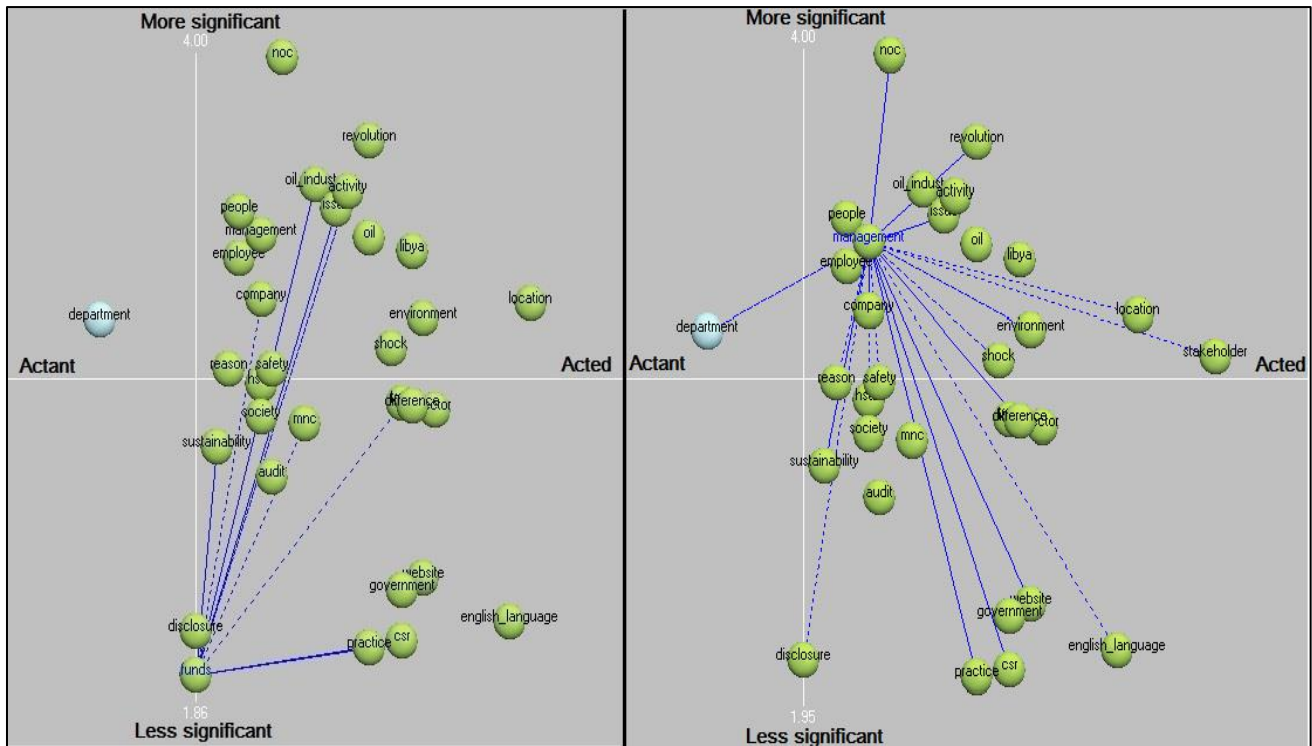 More significant
4.00
noc
revolution
oil_indust
activity
people
management
oil
employee
libya
company
location
department
environment
shock
Actant
reason
safety
Acted
society
difference
ctor
mnc
sustainability
audit
website
government
disclosure
english_language
csr
practice
funds
1.86
Less significant
More significant
4.00
noc
revolution
oil_indust
activity
people
management
oil
employee
libya
company
location
department
environment
shock
stakeholder
Actant
reason
safety
Acted
society
difference
ctor
mnc
sustainability
audit
website
government
disclosure
english_language
csr
practice
1.95
Less significant